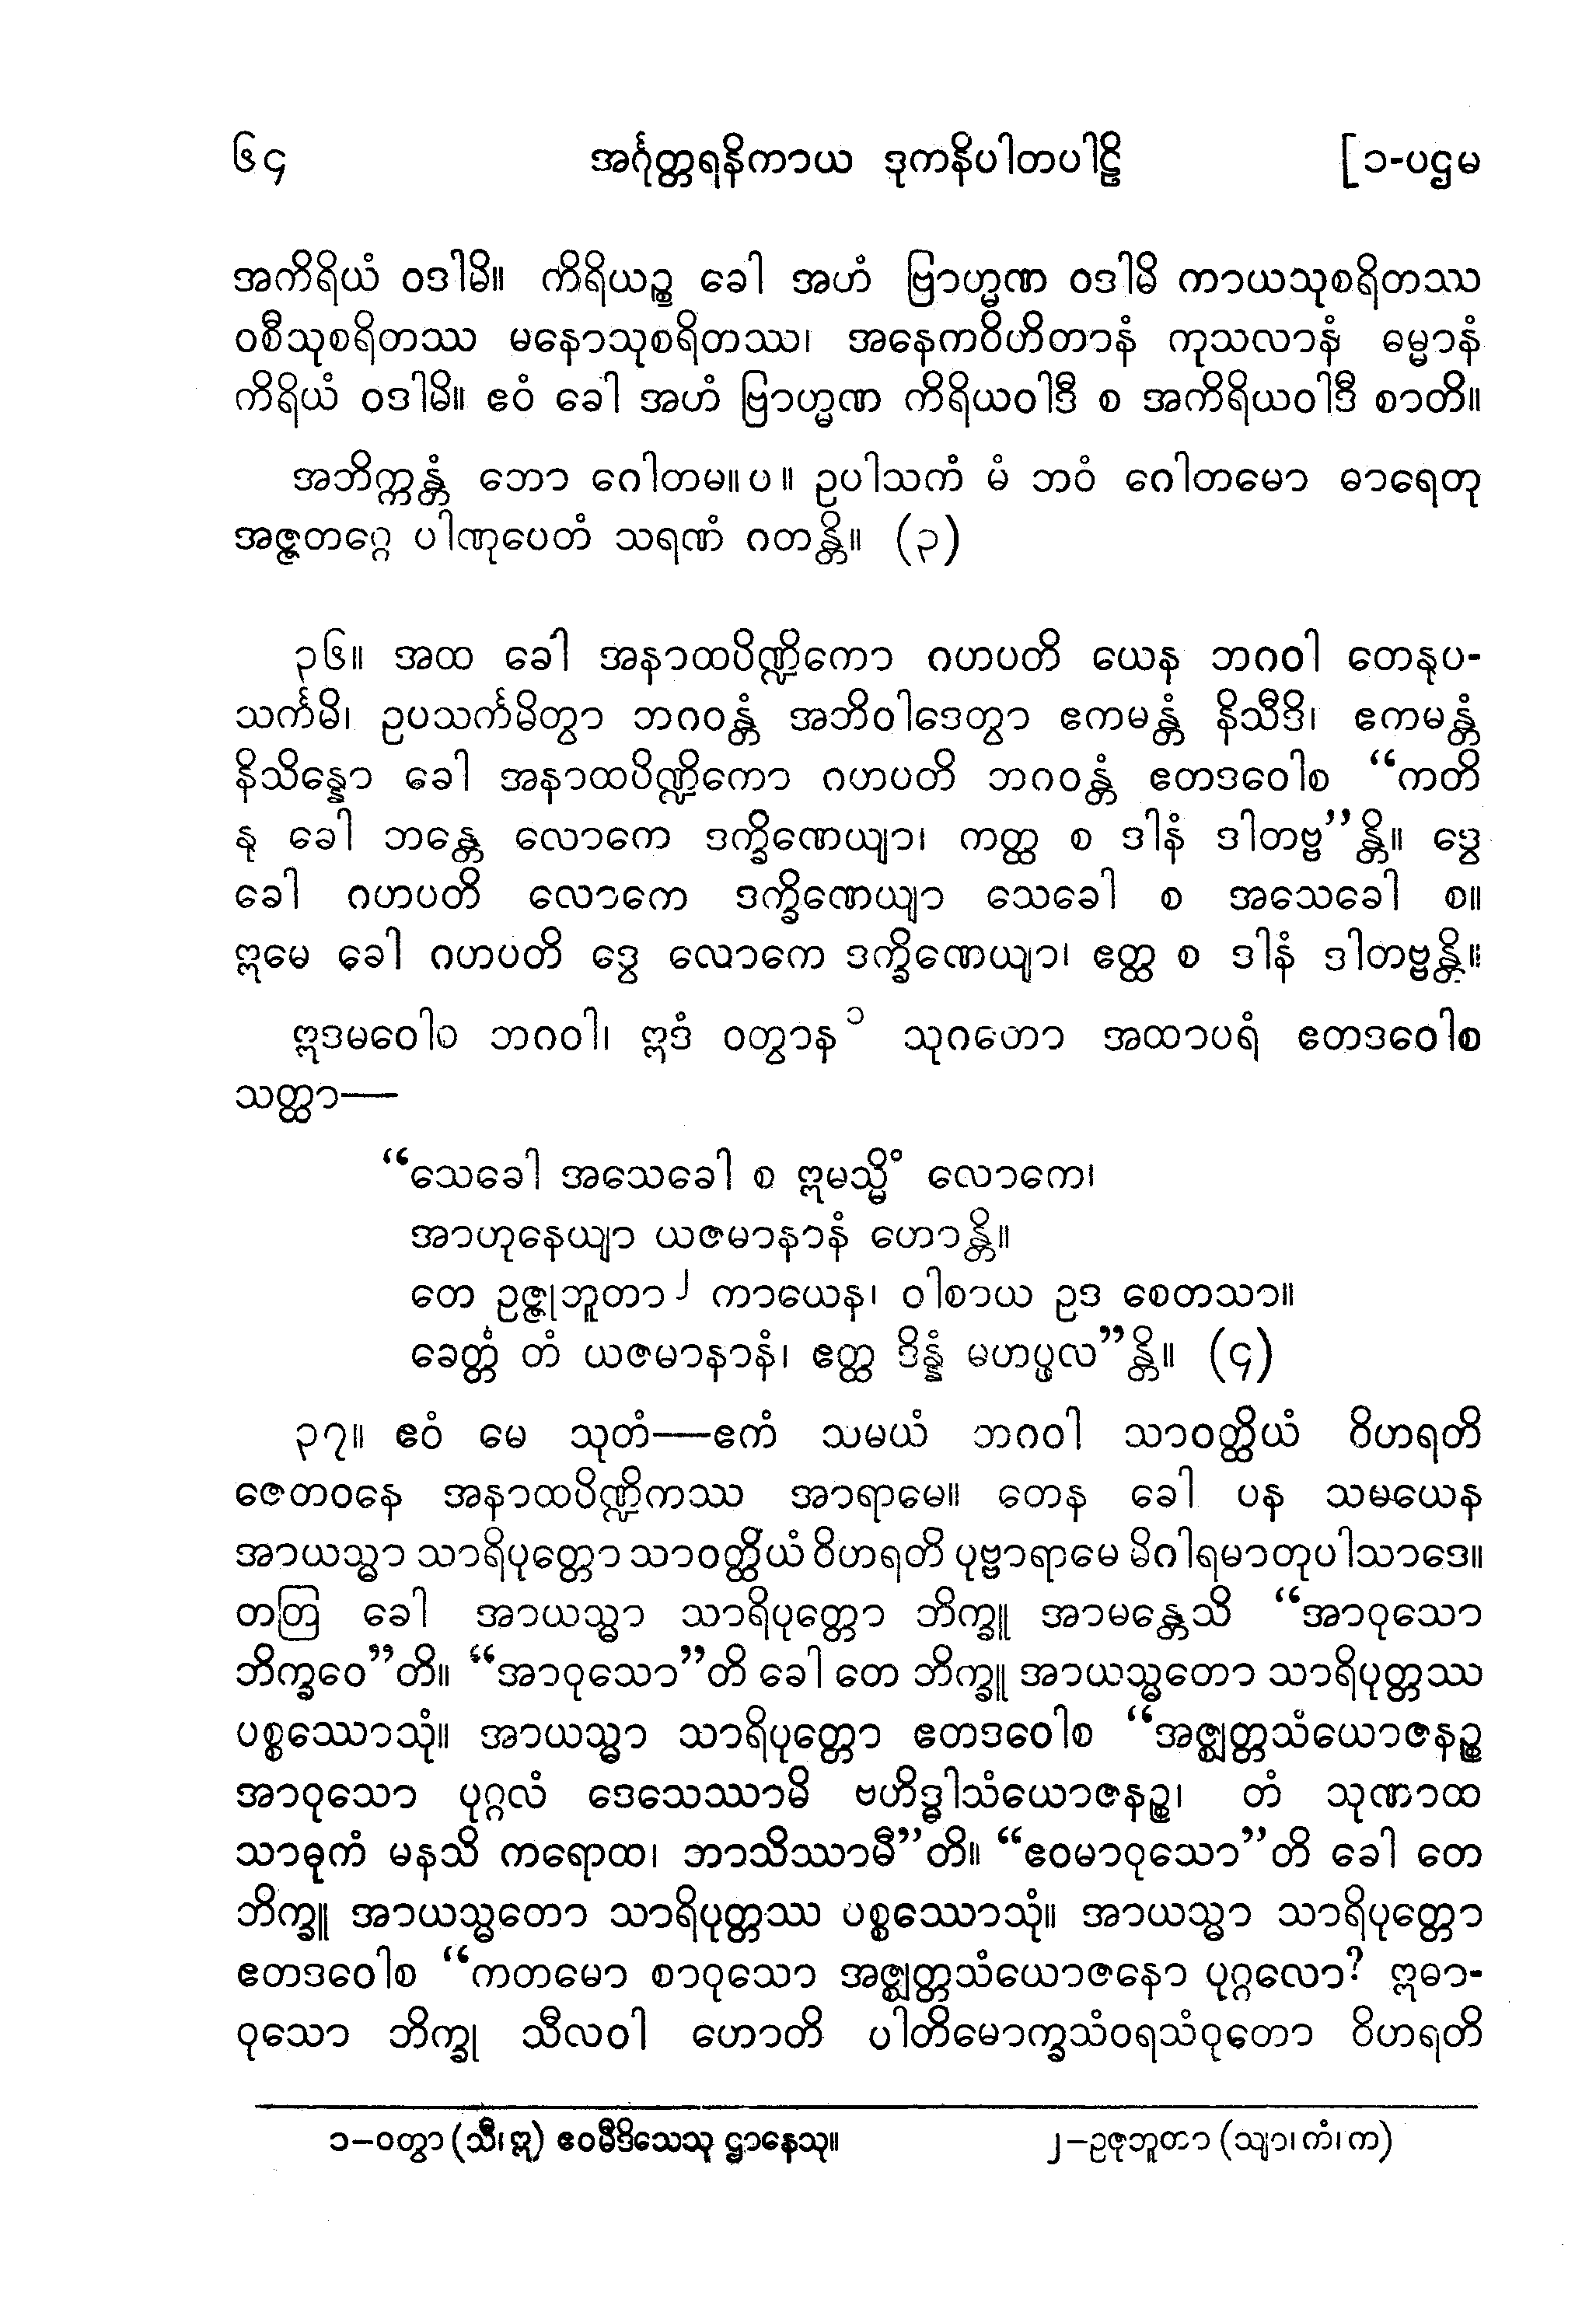 ၆၄ အင်္ဂုတ္တရနိကာယ ဒုကနိပါတပါဠိ [ ၁-ပဌမ
အကိရိယံ ဝဒါမိ။ ကိရိယဉ္စ ခေါ အဟံ ဗြာဟ္မဏ ဝဒါမိ ကာယသုစရိတဿ
ဝစီသုစရိတဿ မနောသုစရိတဿ၊ အနေကဝိဟိတာနံ ကုသလာနံ ဓမ္မာနံ
ကိရိယံ ဝဒါမိ။ ဧဝံ ခေါ အဟံ ဗြာဟ္မဏ ကိရိယဝါဒီ စ အကိရိယဝါဒီ စာတိ။
အဘိက္ကန္တံ ဘော ဂေါတမ။ပ။ ဥပါသကံ မံ ဘဝံ ဂေါတမော ဓာရေတု
အဇ္ဇတဂ္ဂေ ပါဏုပေတံ သရဏံ ဂတန္တိ။ (၃)
၃၆။ အထ ခေါ အနာထပိဏ္ဍိကော ဂဟပတိ ယေန ဘဂဝါ တေနုပ-
သင်္ကမိ၊ ဥပသင်္ကမိတွာ ဘဂဝန္တံ အဘိဝါဒေတွာ ဧကမန္တံ နိသီဒိ၊ ဧကမန္တံ
နိသိန္နော ခေါ အနာထပိဏ္ဍိကော ဂဟပတိ ဘဂဝန္တံ ဧတဒဝေါစ “ကတိ
နု ခေါ ဘန္တေ လောကေ ဒက္ခိဏေယျာ၊ ကတ္ထ စ ဒါနံ ဒါတဗ္ဗ”န္တိ။ ဒွေ
ခေါ ဂဟပတိ လောကေ ဒက္ခိဏေယျာ သေခေါ စ အသေခေါ စ။
ဣမေ ခေါ ဂဟပတိ ဒွေ လောကေ ဒက္ခိဏေယျာ၊ ဧတ္ထ စ ဒါနံ ဒါတဗ္ဗန္တိ။
ဣဒမဝေါစ ဘဂဝါ၊ ဣဒံ ဝတွာန ၁ သုဂတော အထာပရံ ဧတဒဝေါစ
သတ္ထာ—
“သေခေါ အသေခေါ စ ဣမသ္မိံ လောကေ၊
အာဟုနေယျာ ယဇမာနာနံ ဟောန္တိ။
တေ ဥဇ္ဇုဘူတာ ၂ ကာယေန၊ ဝါစာယ ဥဒ စေတသာ။
ခေတ္တံ တံ ယဇမာနာနံ၊ ဧတ္ထ ဒိန္နံ မဟပ္ဖလ”န္တိ။ (၄)
၃၇။ ဧဝံ မေ သုတံ—ဧကံ သမယံ ဘဂဝါ သာဝတ္ထိယံ ဝိဟရတိ
ဇေတဝနေ အနာထပိဏ္ဍိကဿ အာရာမေ။ တေန ခေါ ပန သမယေန
အာယသ္မာ သာရိပုတ္တော သာဝတ္ထိယံ ဝိဟရတိ ပုဗ္ဗာရာမေ မိဂါရမာတုပါသာဒေ။
တတြ ခေါ အာယသ္မာ သာရိပုတ္တော ဘိက္ခူ အာမန္တေသိ “အာဝုသော
ဘိက္ခဝေ”တိ။ “အာဝုသော”တိ ခေါ တေ ဘိက္ခူ အာယသ္မတော သာရိပုတ္တဿ
ပစ္စဿောသုံ။ အာယသ္မာ သာရိပုတ္တော ဧတဒဝေါစ “အဇ္ဈတ္တသံယောဇနဉ္စ
အာဝုသော ပုဂ္ဂလံ ဒေသေဿာမိ ဗဟိဒ္ဓါသံယောဇနဉ္စ၊ တံ သုဏာထ
သာဓုကံ မနသိ ကရောထ၊ ဘာသိဿာမီ”တိ။ “ဧဝမာဝုသော”တိ ခေါ တေ
ဘိက္ခူ အာယသ္မတော သာရိပုတ္တဿ ပစ္စဿောသုံ။ အာယသ္မာ သာရိပုတ္တော
ဧတဒဝေါစ “ကတမော စာဝုသော အဇ္ဈတ္တသံယောဇနော ပုဂ္ဂလော? ဣဓာ-
ဝုသော ဘိက္ခု သီလဝါ ဟောတိ ပါတိမောက္ခသံဝရသံဝုတော ဝိဟရတိ
၁–ဝတွာ (သီ၊ဣ) ဧဝမီဒိသေသု ဌာနေသု။ ၂–ဥဇုဘူတာ (သျာ၊ကံ၊က)